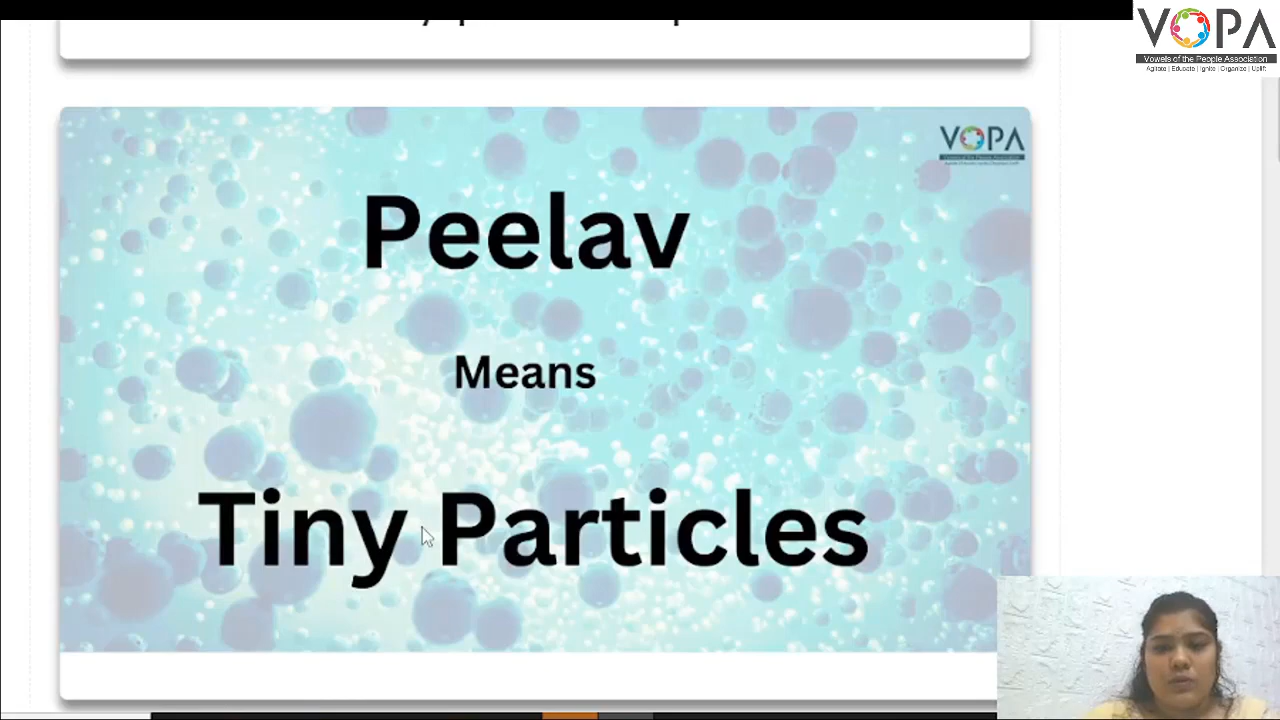 VOPA
Vowels of the People Association
Agitate | Educate | Ignite | Organize | Uplift
VOPA
Peelav
Means
Tiny Particles